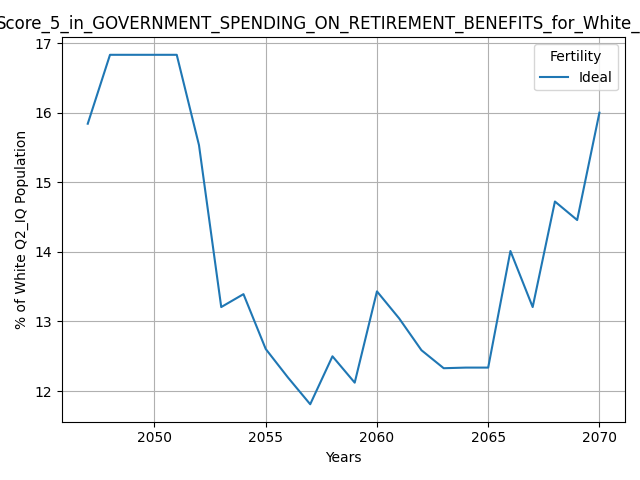 Score_5_in_GOVERNMENT_SPENDING_ON_RETIREMENT_BENEFITS_for_White_
Fertility
Ideal
17
16
15
14
13
12
% of White Q2_IQ Population
2050
2055
2060
2065
2070
Years